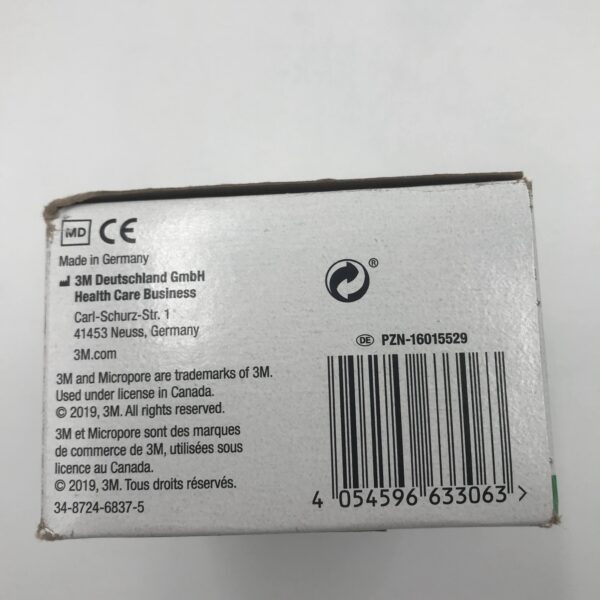 MD CE
Made in Germany
3M Deutschland GmbH
Health Care Business
Carl-Schurz-Str. 1
41453 Neuss, Germany
3M.com
3M and Micropore are trademarks of 3M.
Used under license in Canada.
© 2019, 3M. All rights reserved.
3M et Micropore sont des marques
de commerce de 3M, utilisées sous
licence au Canada.
© 2019, 3M. Tous droits réservés.
34-8724-6837-5
®
DE PZN-16015529
4 054596 633063 >